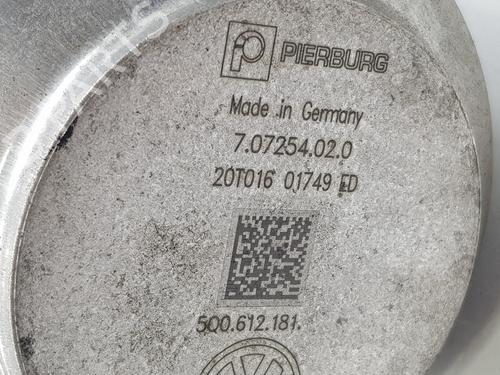 PIERBURG
Made in Germany
7.07254.02.0
20T016 01749 ED
5Q0.612.181.